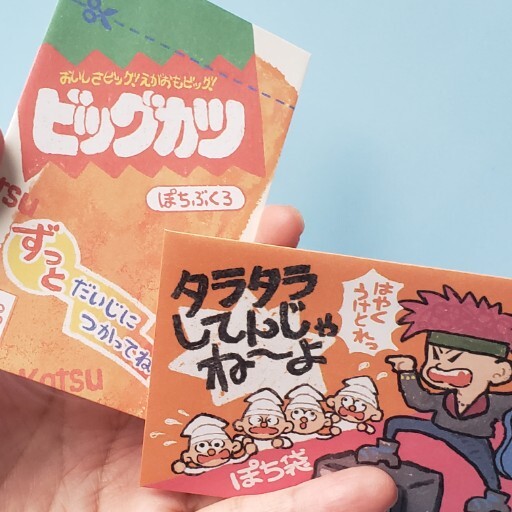 おいしさビッグ!えがおもビッグ!
ビッグカツ
ぽちぶくろ
ずっと
だいじに
つかってね
Katsu
タラタラ
してんじゃ
ね〜よ
はやく
うけとれっ
ぽち袋